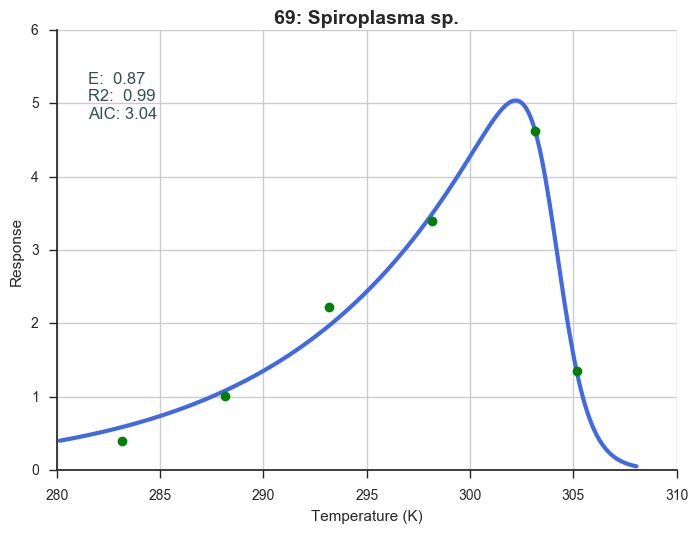 69: Spiroplasma sp.
E:  0.87
R2:  0.99
AIC: 3.04
Response
6
5
4
3
2
1
0
280 285 290 295 300 305 310
Temperature (K)